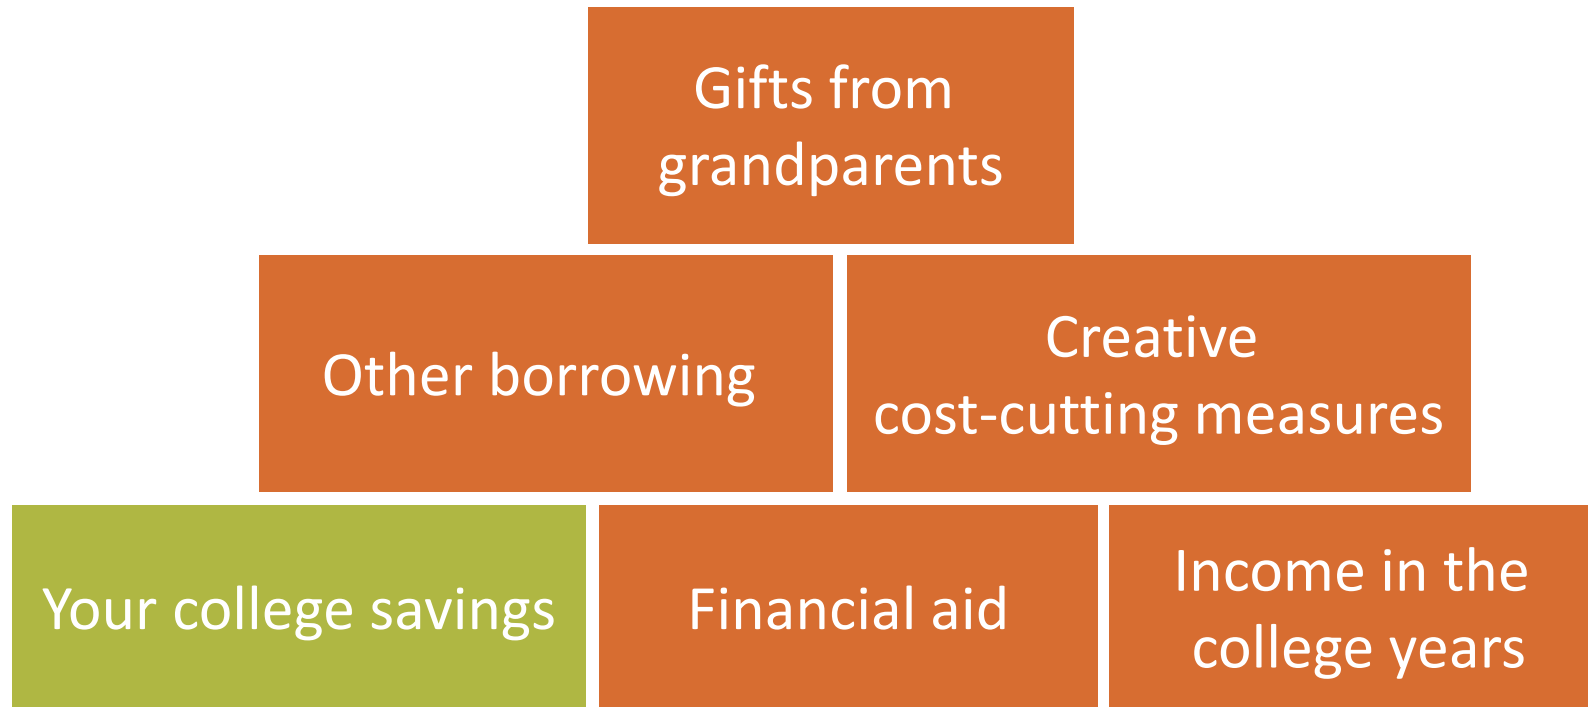 Gifts from
grandparents
Other borrowing
Creative
cost-cutting measures
Your college savings
Financial aid
Income in the
college years